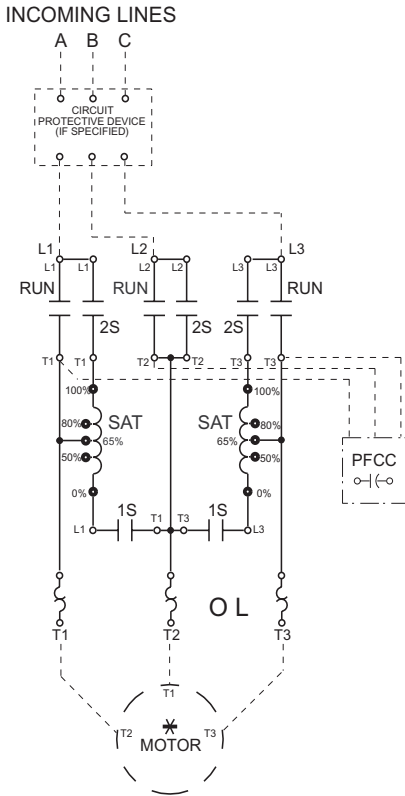 INCOMING LINES
A B C
CIRCUIT
PROTECTIVE DEVICE
(IF SPECIFIED)
L1 L2 L3
L1 L1 L2 L2 L3 L3
RUN RUN RUN
2S 2S 2S
T1 T1 T2 T2 T3 T3
100% 100%
80% SAT SAT 80%
65% 65%
50% 50%
PFCC
0% 0%
1S 1S
L1 T1 T3 L3
O L
T1 T2 T3
T1
T2 T3
MOTOR